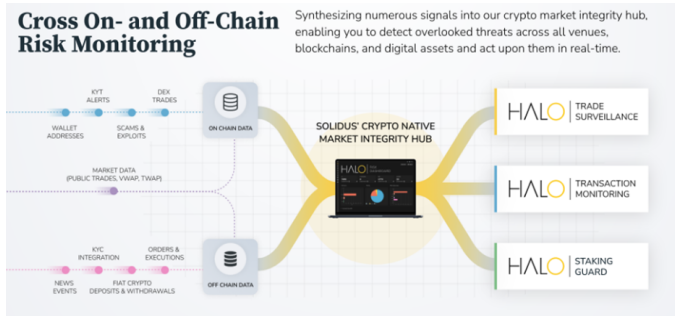 Cross On- and Off-Chain
Risk Monitoring
Synthesizing numerous signals into our crypto market integrity hub,
enabling you to detect overlooked threats across all venues,
blockchains, and digital assets and act upon them in real-time.
KYT
ALERTS
DEX
TRADES
WALLET
ADDRESSES
SCAMS &
EXPLOITS
ON CHAIN DATA
MARKET DATA
(PUBLIC TRADES, VWAP, TWAP)
KYC
INTEGRATION
ORDERS &
EXECUTIONS
NEWS
EVENTS
FIAT CRYPTO
DEPOSITS & WITHDRAWALS
OFF CHAIN DATA
SOLIDUS' CRYPTO NATIVE
MARKET INTEGRITY HUB
HALO
HALO
TRADE
SURVEILLANCE
HALO
TRANSACTION
MONITORING
HALO
STAKING
GUARD